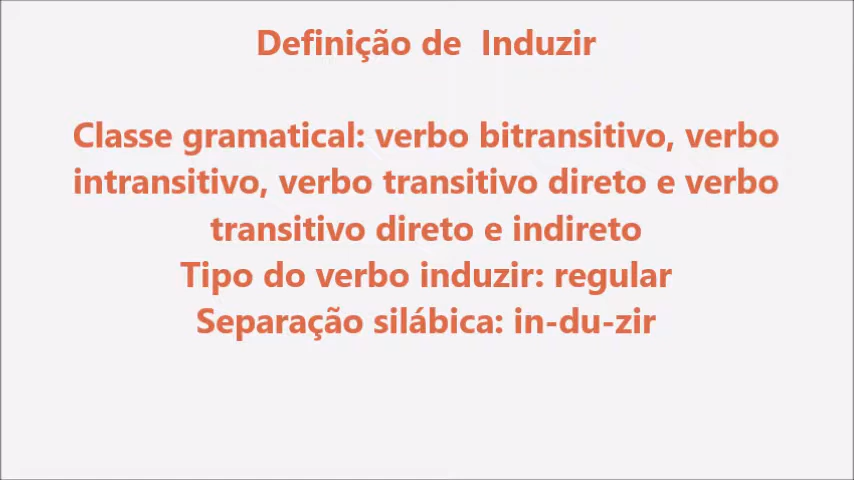 Definição de  Induzir
Classe gramatical: verbo bitransitivo, verbo
intransitivo, verbo transitivo direto e verbo
transitivo direto e indireto
Tipo do verbo induzir: regular
Separação silábica: in-du-zir